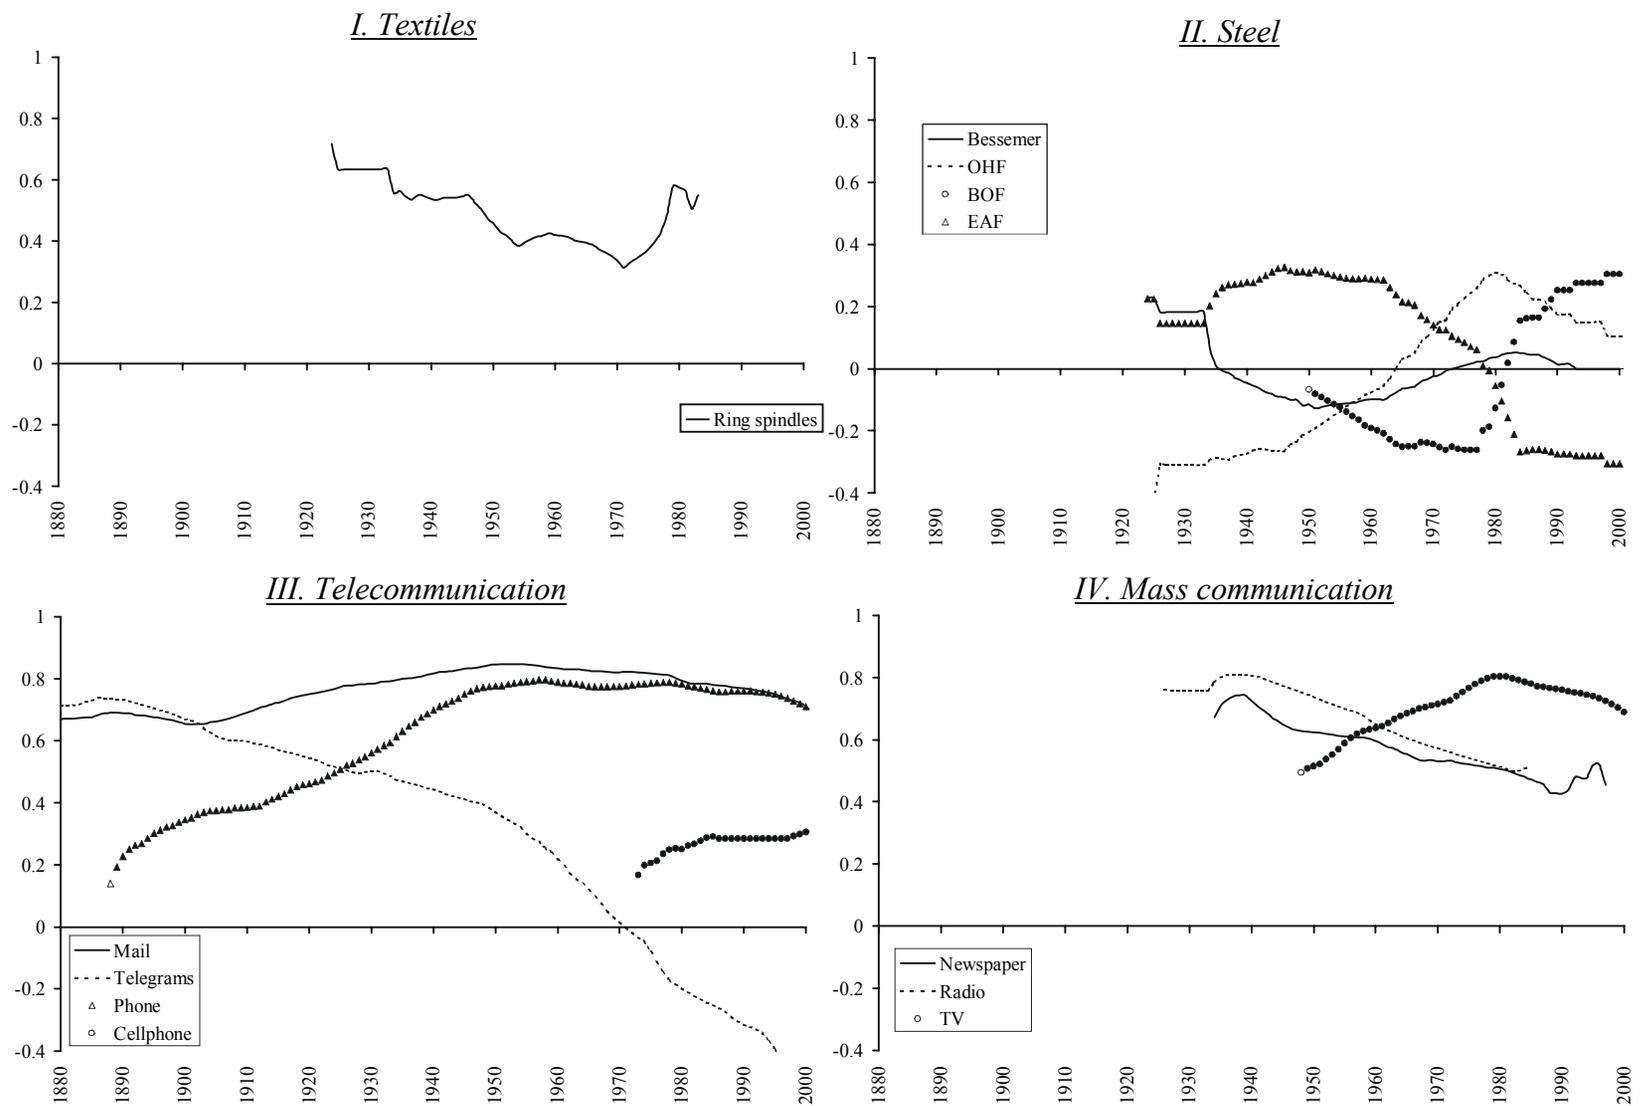 I. Textiles
1
0.8
0.6
0.4
0.2
0
-0.2
-0.4
Ring spindles
1880 1890 1900 1910 1920 1930 1940 1950 1960 1970 1980 1990 2000
II. Steel
1
0.8
0.6
0.4
0.2
0
-0.2
-0.4
Bessemer
OHF
BOF
EAF
1880 1890 1900 1910 1920 1930 1940 1950 1960 1970 1980 1990 2000
III. Telecommunication
1
0.8
0.6
0.4
0.2
0
-0.2
-0.4
Mail
Telegrams
Phone
Cellphone
1880 1890 1900 1910 1920 1930 1940 1950 1960 1970 1980 1990 2000
IV. Mass communication
1
0.8
0.6
0.4
0.2
0
-0.2
-0.4
Newspaper
Radio
TV
1880 1890 1900 1910 1920 1930 1940 1950 1960 1970 1980 1990 2000